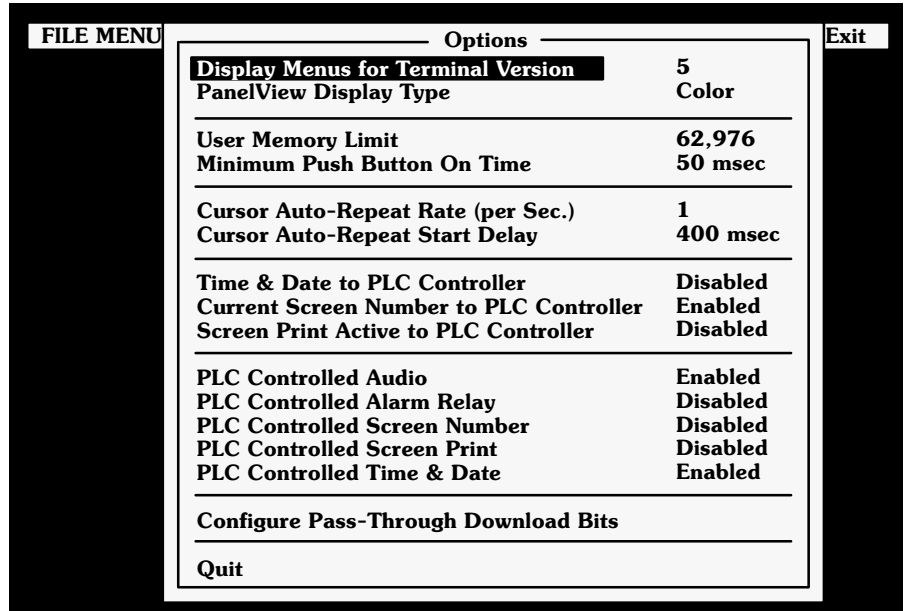 FILE MENU
Options
Exit
Display Menus for Terminal Version 5
PanelView Display Type Color
User Memory Limit 62,976
Minimum Push Button On Time 50 msec
Cursor Auto-Repeat Rate (per Sec.) 1
Cursor Auto-Repeat Start Delay 400 msec
Time & Date to PLC Controller Disabled
Current Screen Number to PLC Controller Enabled
Screen Print Active to PLC Controller Disabled
PLC Controlled Audio Enabled
PLC Controlled Alarm Relay Disabled
PLC Controlled Screen Number Disabled
PLC Controlled Screen Print Disabled
PLC Controlled Time & Date Enabled
Configure Pass-Through Download Bits
Quit